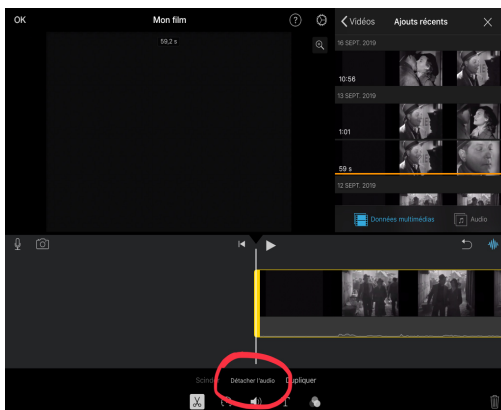 OK
Mon film
?
59,2 s
Vidéos
Ajouts récents
16 SEPT. 2019
10:56
13 SEPT. 2019
1:01
59 s
12 SEPT. 2019
Données multimédias
Audio
Scinder
Détacher l'audio
Dupliquer
T